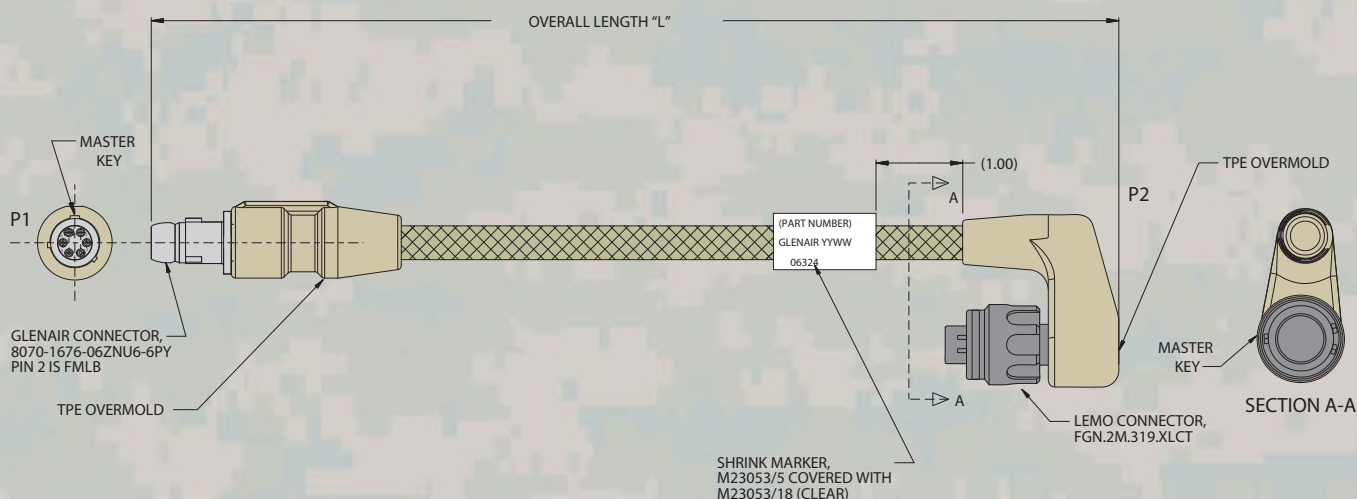 OVERALL LENGTH “L”
MASTER
KEY
P1
(1.00)
A
TPE OVERMOLD
P2
(PART NUMBER)
GLENAIR YYWW
06324
GLENAIR CONNECTOR,
8070-1676-06ZNU6-6PY
PIN 2 IS FMLB
TPE OVERMOLD
A
MASTER
KEY
SECTION A-A
LEMO CONNECTOR,
FGN.2M.319.XLCT
SHRINK MARKER,
M23053/5 COVERED WITH
M23053/18 (CLEAR)